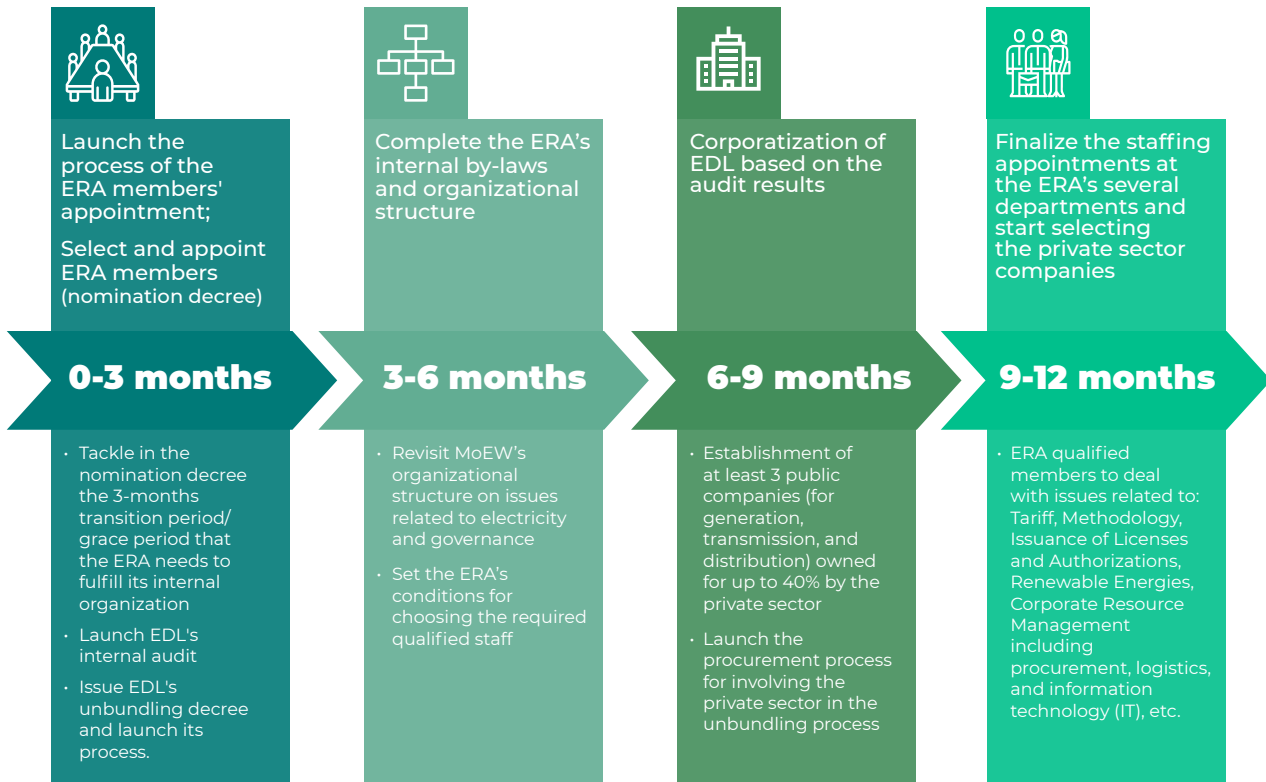 Launch the
process of the
ERA members'
appointment;
Select and appoint
ERA members
(nomination decree)
0-3 months
• Tackle in the
nomination decree
the 3-months
transition period/
grace period that
the ERA needs to
fulfill its internal
organization
• Launch EDL's
internal audit
• Issue EDL's
unbundling decree
and launch its
process.
Complete the ERA's
internal by-laws
and organizational
structure
3-6 months
• Revisit MoEW's
organizational
structure on issues
related to electricity
and governance
• Set the ERA's
conditions for
choosing the required
qualified staff
Corporatization of
EDL based on the
audit results
6-9 months
• Establishment of
at least 3 public
companies (for
generation,
transmission, and
distribution) owned
for up to 40% by the
private sector
• Launch the
procurement process
for involving the
private sector in the
unbundling process
Finalize the staffing
appointments at
the ERA's several
departments and
start selecting
the private sector
companies
9-12 months
• ERA qualified
members to deal
with issues related to:
Tariff, Methodology,
Issuance of Licenses
and Authorizations,
Renewable Energies,
Corporate Resource
Management
including
procurement, logistics,
and information
technology (IT), etc.